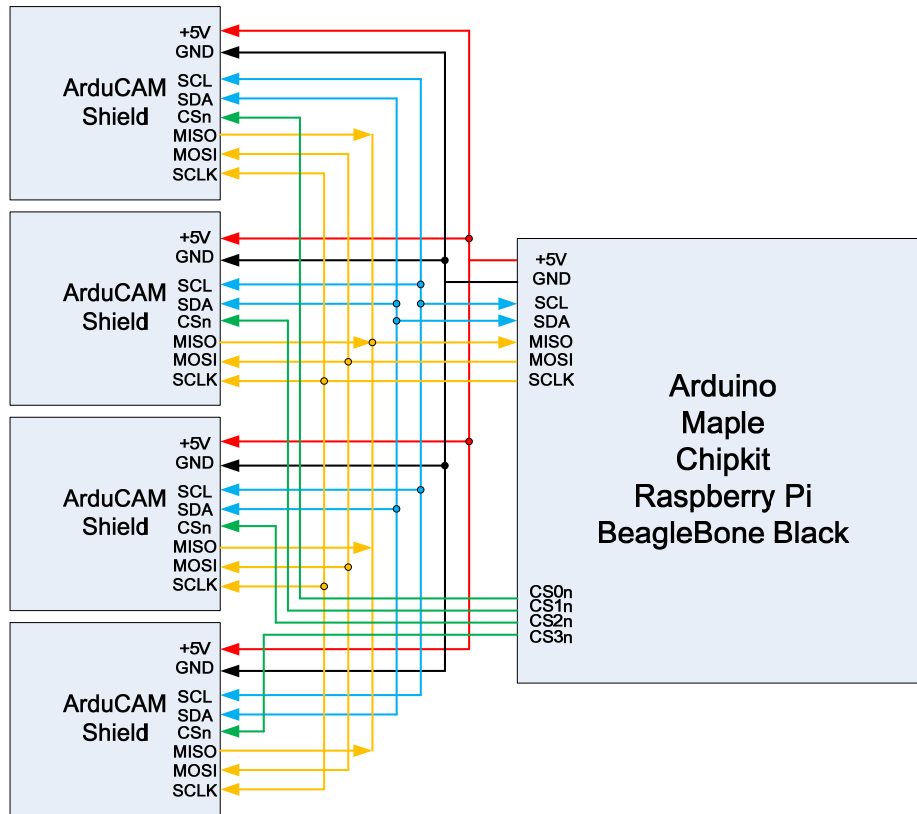 +5V
GND
SCL
SDA
CSn
MISO
MOSI
SCLK
ArduCAM
Shield
+5V
GND
SCL
SDA
CSn
MISO
MOSI
SCLK
ArduCAM
Shield
+5V
GND
SCL
SDA
CSn
MISO
MOSI
SCLK
ArduCAM
Shield
+5V
GND
SCL
SDA
CSn
MISO
MOSI
SCLK
ArduCAM
Shield
+5V
GND
SCL
SDA
MISO
MOSI
SCLK
Arduino
Maple
Chipkit
Raspberry Pi
BeagleBone Black
CS0n
CS1n
CS2n
CS3n